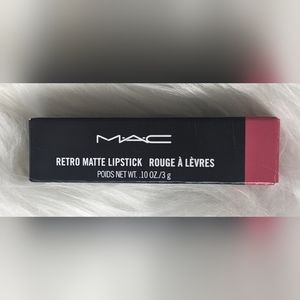 M·A·C
RETRO MATTE LIPSTICK ROUGE À LÈVRES
POIDS NET WT. .10 OZ./3 g